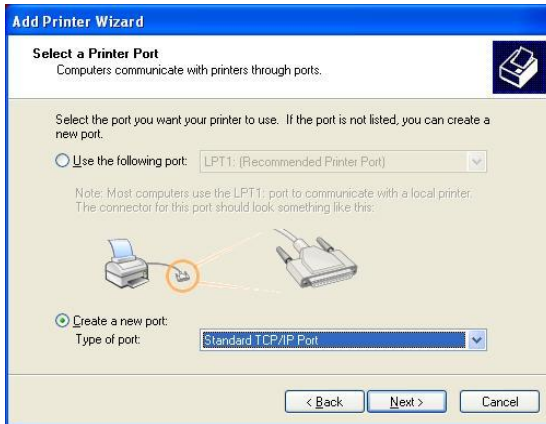 Add Printer Wizard
Select a Printer Port
Computers communicate with printers through ports.
Select the port you want your printer to use. If the port is not listed, you can create a
new port.
Use the following port: LPT1: (Recommended Printer Port)
Note: Most computers use the LPT1: port to communicate with a local printer.
The connector for this port should look something like this:
Create a new port:
Type of port: Standard TCP/IP Port
< Back Next > Cancel